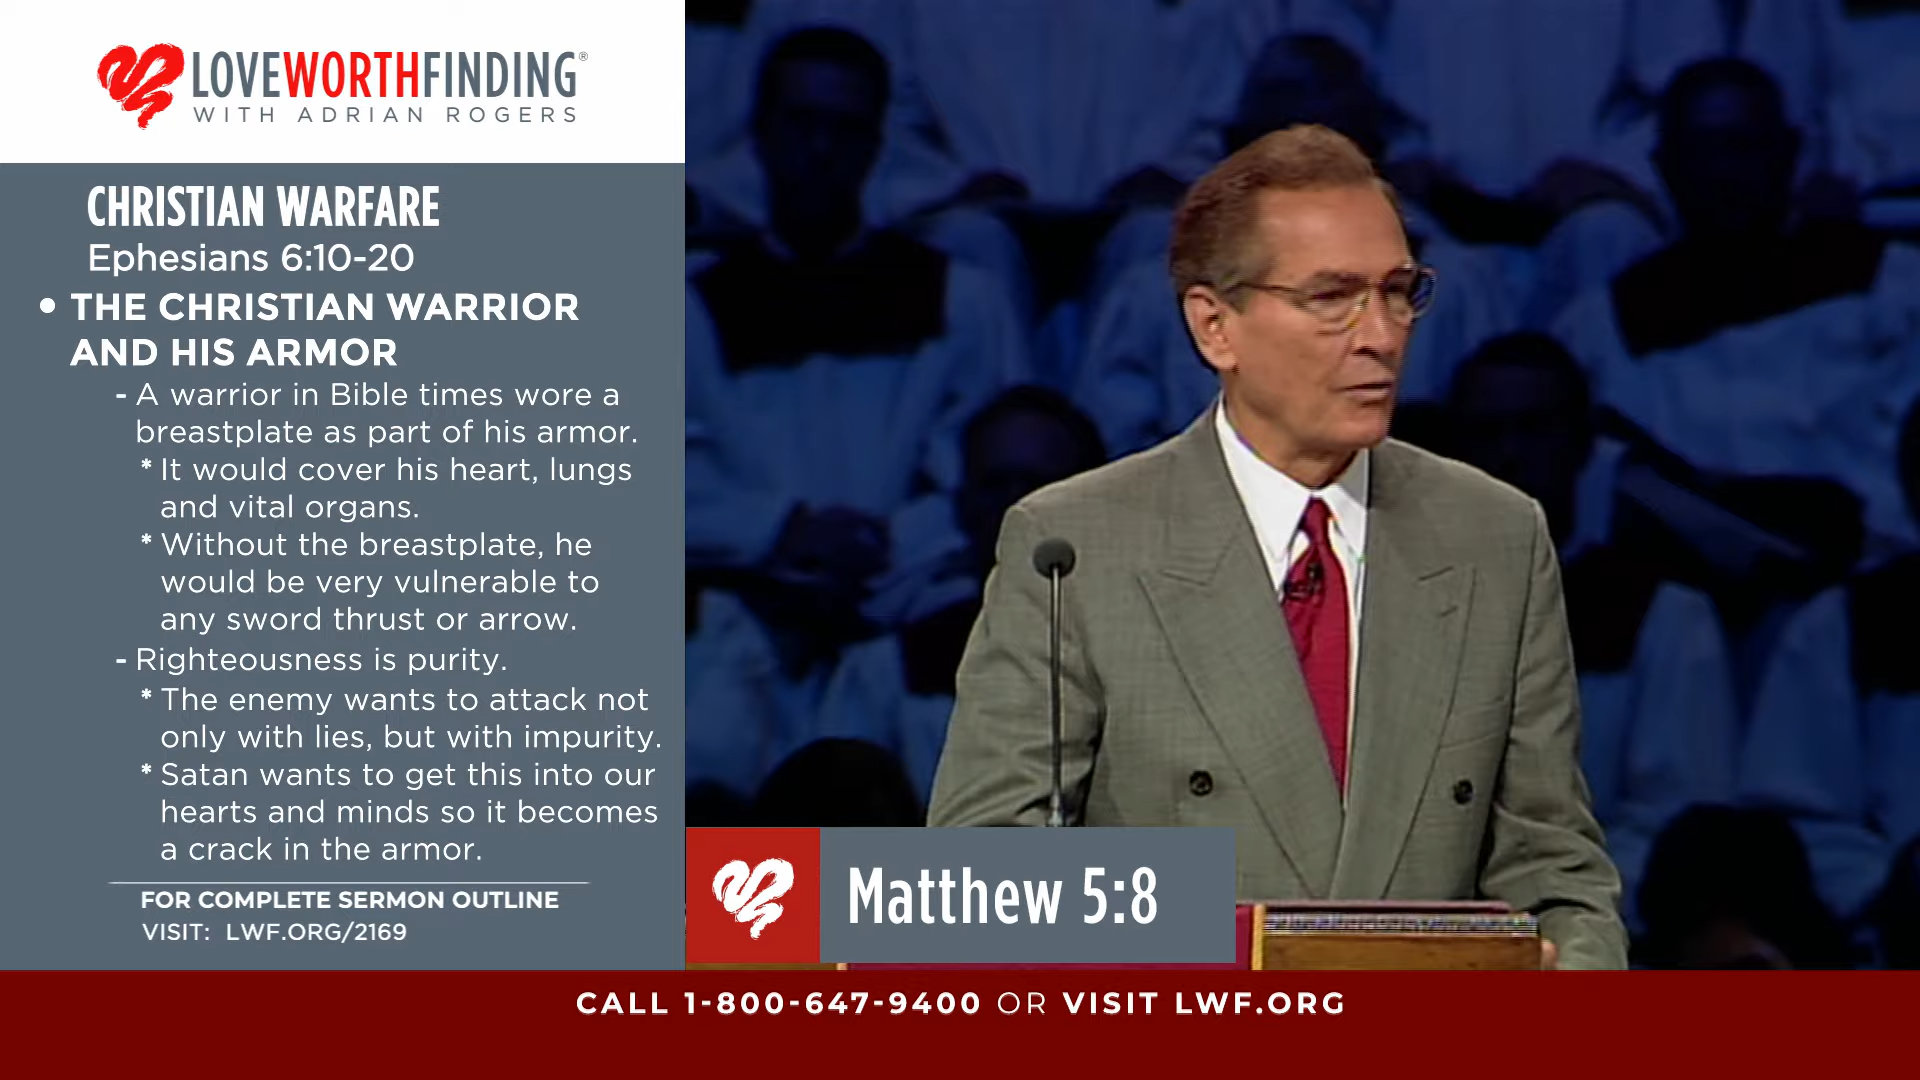 LOVEWORTHFINDING®
WITH ADRIAN ROGERS
CHRISTIAN WARFARE
Ephesians 6:10-20
• THE CHRISTIAN WARRIOR
AND HIS ARMOR
- A warrior in Bible times wore a
breastplate as part of his armor.
* It would cover his heart, lungs
and vital organs.
* Without the breastplate, he
would be very vulnerable to
any sword thrust or arrow.
- Righteousness is purity.
* The enemy wants to attack not
only with lies, but with impurity.
* Satan wants to get this into our
hearts and minds so it becomes
a crack in the armor.
FOR COMPLETE SERMON OUTLINE
VISIT: LWF.ORG/2169
Matthew 5:8
CALL 1-800-647-9400 OR VISIT LWF.ORG